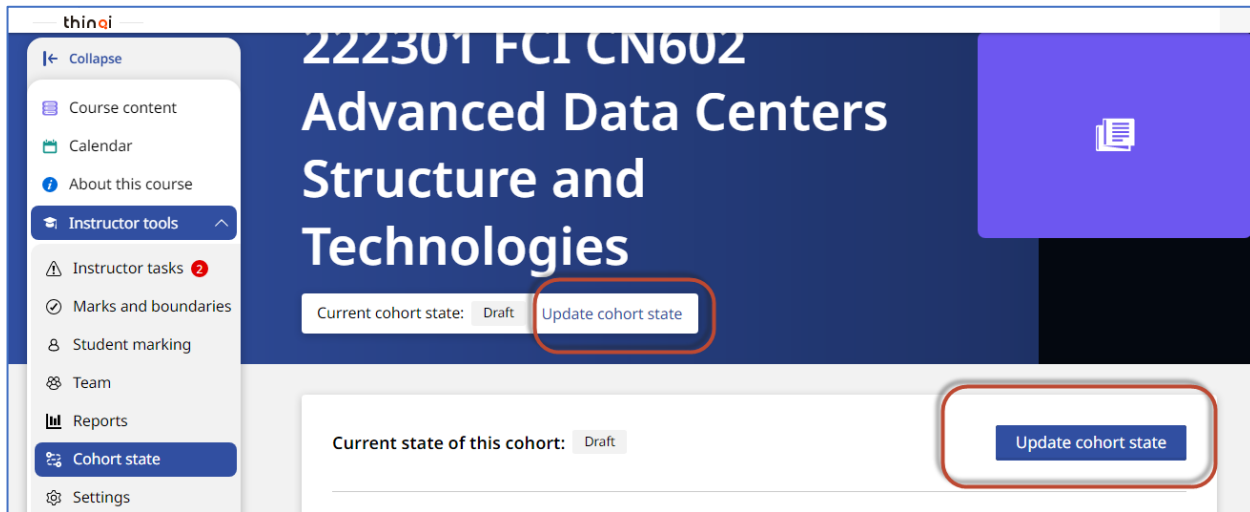 thinqi
Collapse
Course content
Calendar
About this course
Instructor tools
Instructor tasks 2
Marks and boundaries
Student marking
Team
Reports
Cohort state
Settings
222301 FCI CN602
Advanced Data Centers
Structure and
Technologies
Current cohort state: Draft Update cohort state
Current state of this cohort: Draft Update cohort state